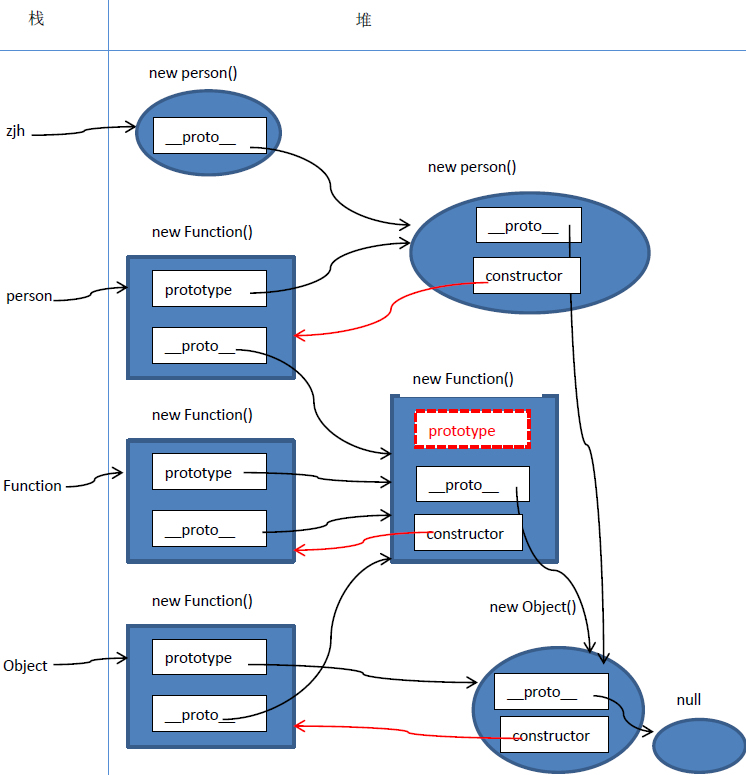 栈
堆
new person()
zjh
__proto__
new person()
__proto__
constructor
new Function()
person
prototype
__proto__
new Function()
prototype
__proto__
constructor
new Function()
Function
prototype
__proto__
new Function()
Object
prototype
__proto__
new Object()
__proto__
constructor
null